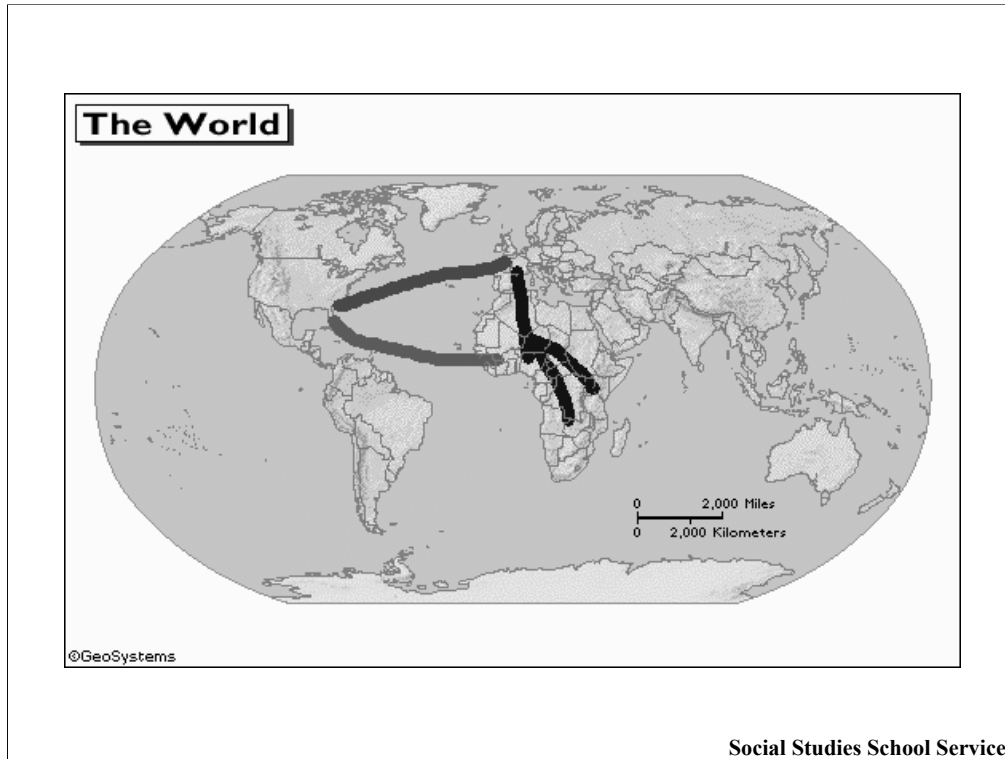 The World
0 2,000 Miles
0 2,000 Kilometers
©GeoSystems
Social Studies School Service